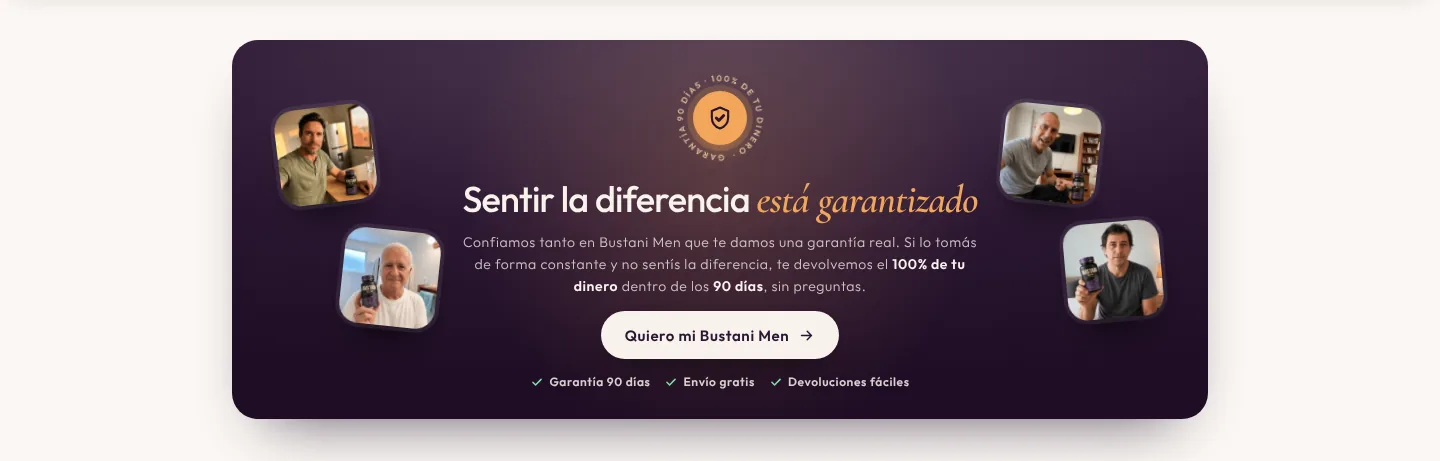 GARANTÍA 90 DÍAS · 100% DE TU DINERO ·
Sentir la diferencia está garantizado
Confiamos tanto en Bustani Men que te damos una garantía real. Si lo tomás
de forma constante y no sentís la diferencia, te devolvemos el 100% de tu
dinero dentro de los 90 días, sin preguntas.
Quiero mi Bustani Men →
Garantía 90 días Envío gratis Devoluciones fáciles